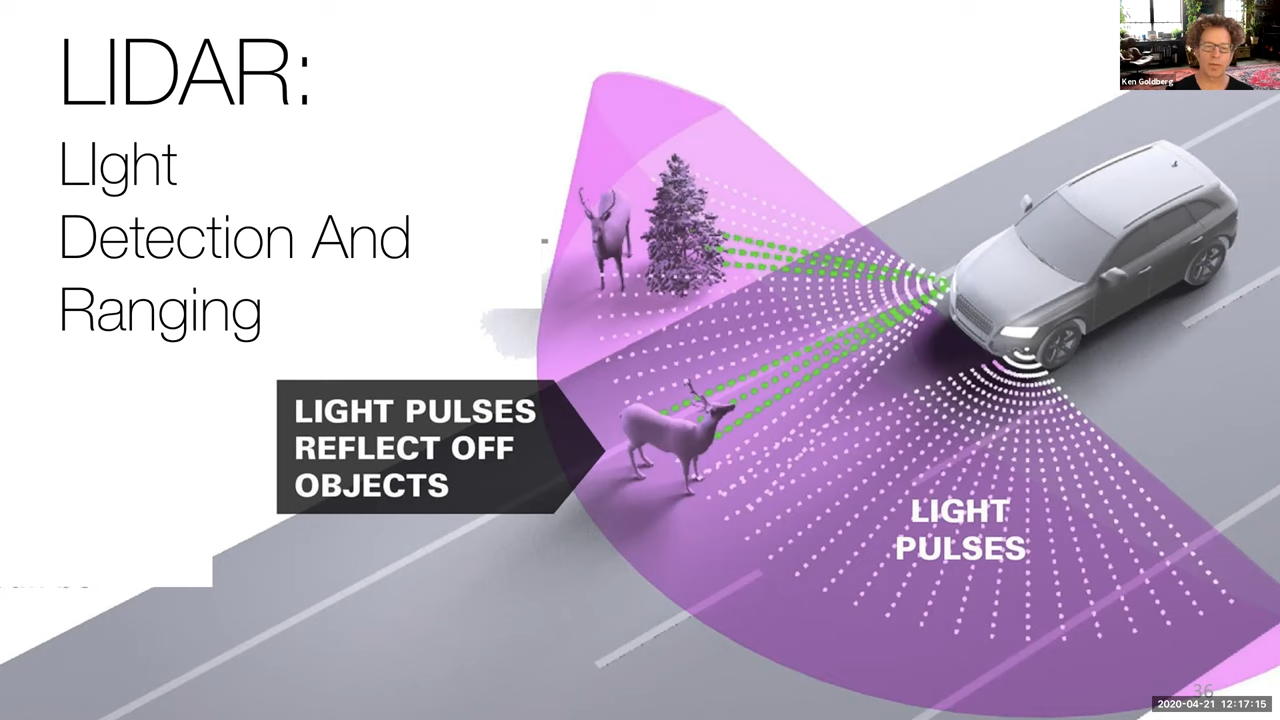 LIDAR:
LIght
Detection And
Ranging
LIGHT PULSES
REFLECT OFF
OBJECTS
LIGHT
PULSES
Ken Goldberg
36
2020-04-21 12:17:15